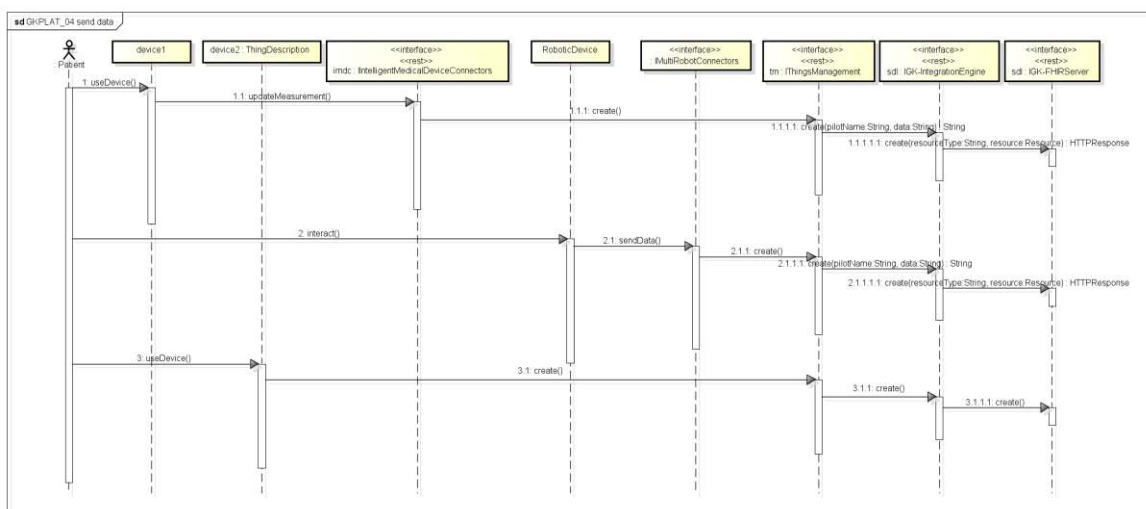 sd GKPLAT_04 send data
: Patient
device1
device2 : ThingDescription
<<interface>>
<<rest>>
imdc : IIntelligentMedicalDeviceConnectors
RoboticDevice
<<interface>>
: IMultiRobotConnectors
<<interface>>
<<rest>>
tm : IThingsManagement
<<interface>>
<<rest>>
sdl : IGK-IntegrationEngine
<<interface>>
<<rest>>
sdl : IGK-FHIRServer
1: useDevice()
1.1: updateMeasurement()
1.1.1: create()
1.1.1.1: create(pilotName:String, data:String) : String
1.1.1.1.1: create(resourceType:String, resource:Resource) : HTTPResponse
2: interact()
2.1: sendData()
2.1.1: create()
2.1.1.1: create(pilotName:String, data:String) : String
2.1.1.1.1: create(resourceType:String, resource:Resource) : HTTPResponse
3: useDevice()
3.1: create()
3.1.1: create()
3.1.1.1: create()